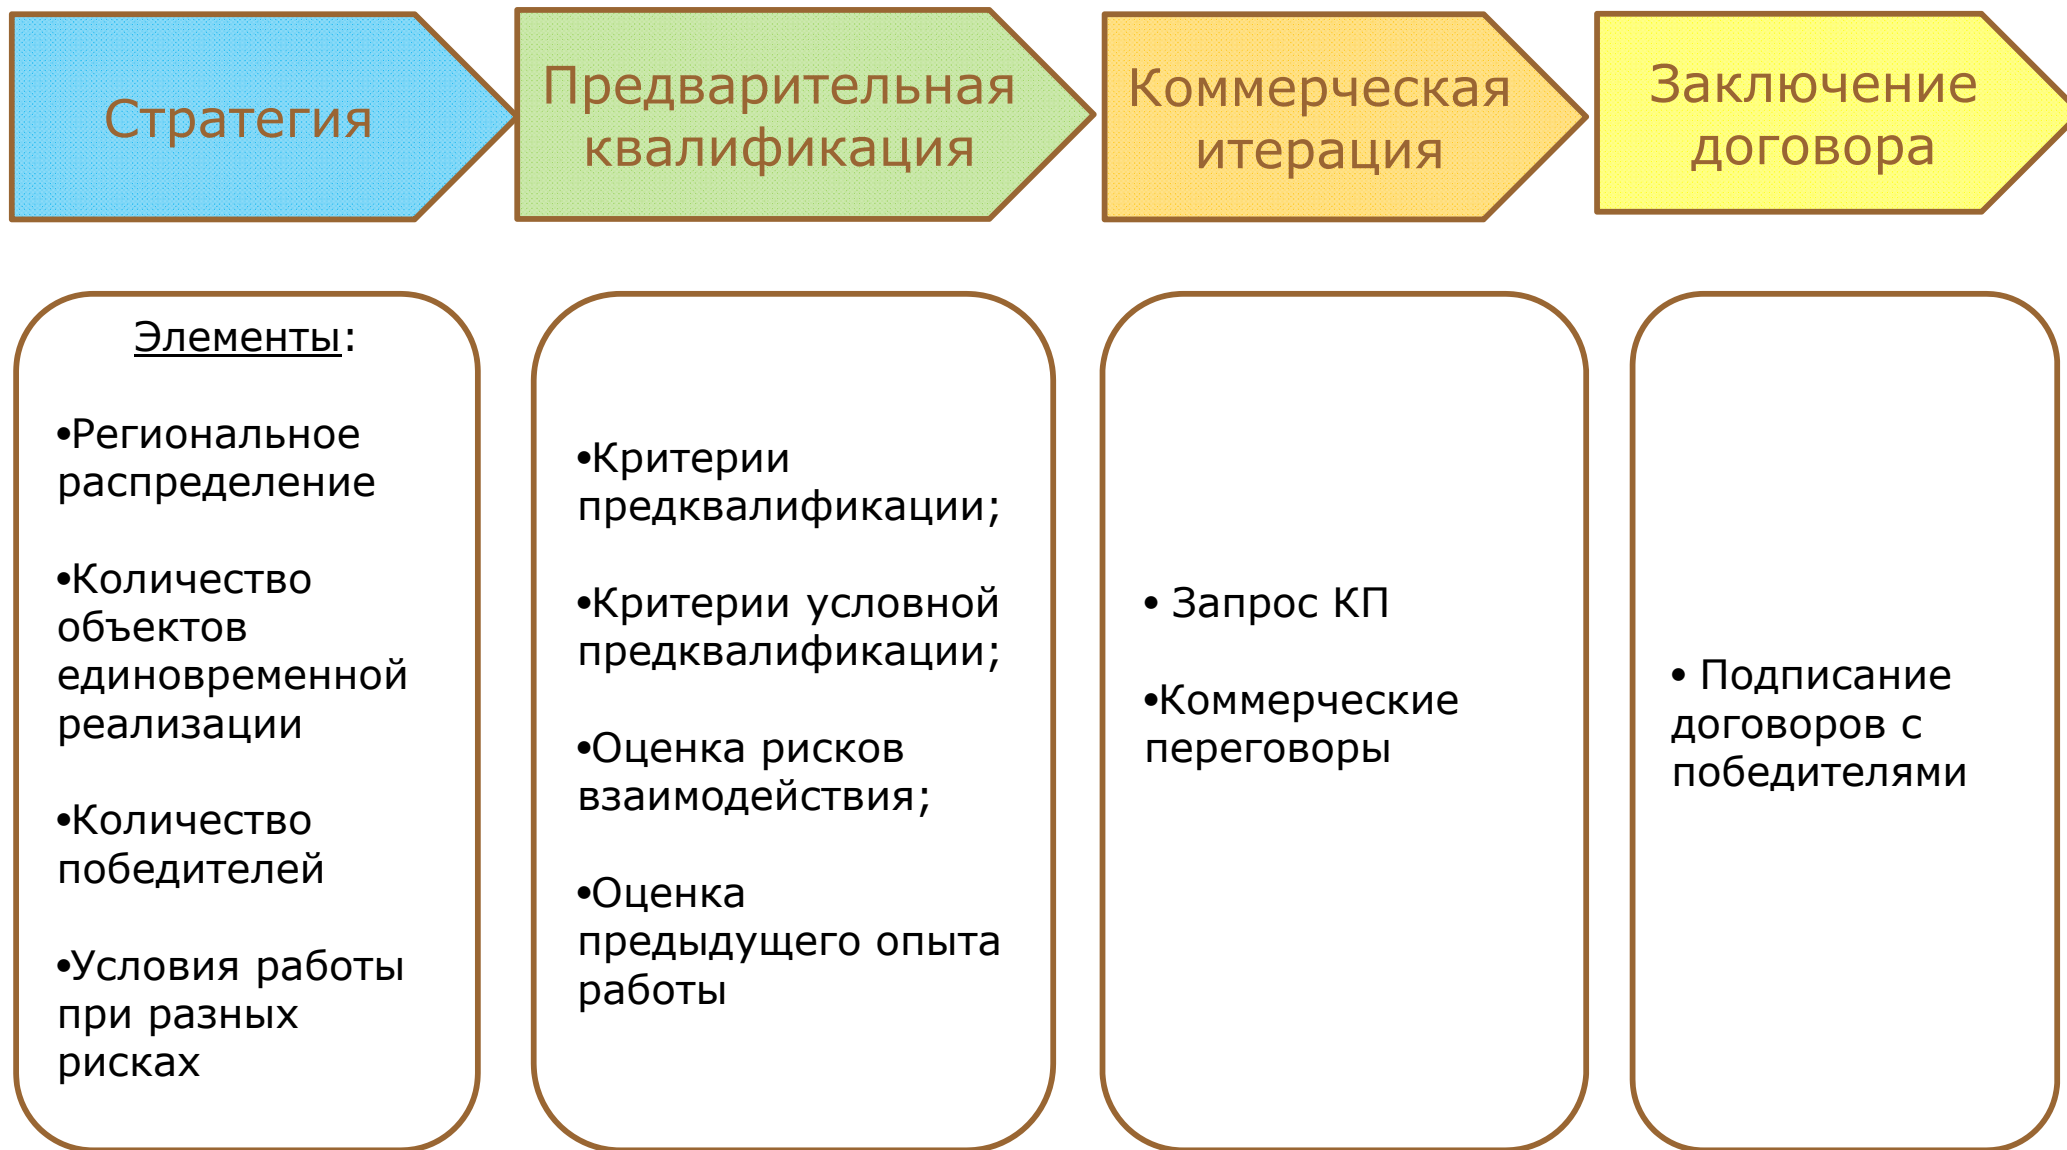 Стратегия
Предварительная
квалификация
Коммерческая
итерация
Заключение
договора
Элементы:
•Региональное
распределение
•Количество
объектов
единовременной
реализации
•Количество
победителей
•Условия работы
при разных
рисках
•Критерии
предквалификации;
•Критерии условной
предквалификации;
•Оценка рисков
взаимодействия;
•Оценка
предыдущего опыта
работы
• Запрос КП
•Коммерческие
переговоры
• Подписание
договоров с
победителями